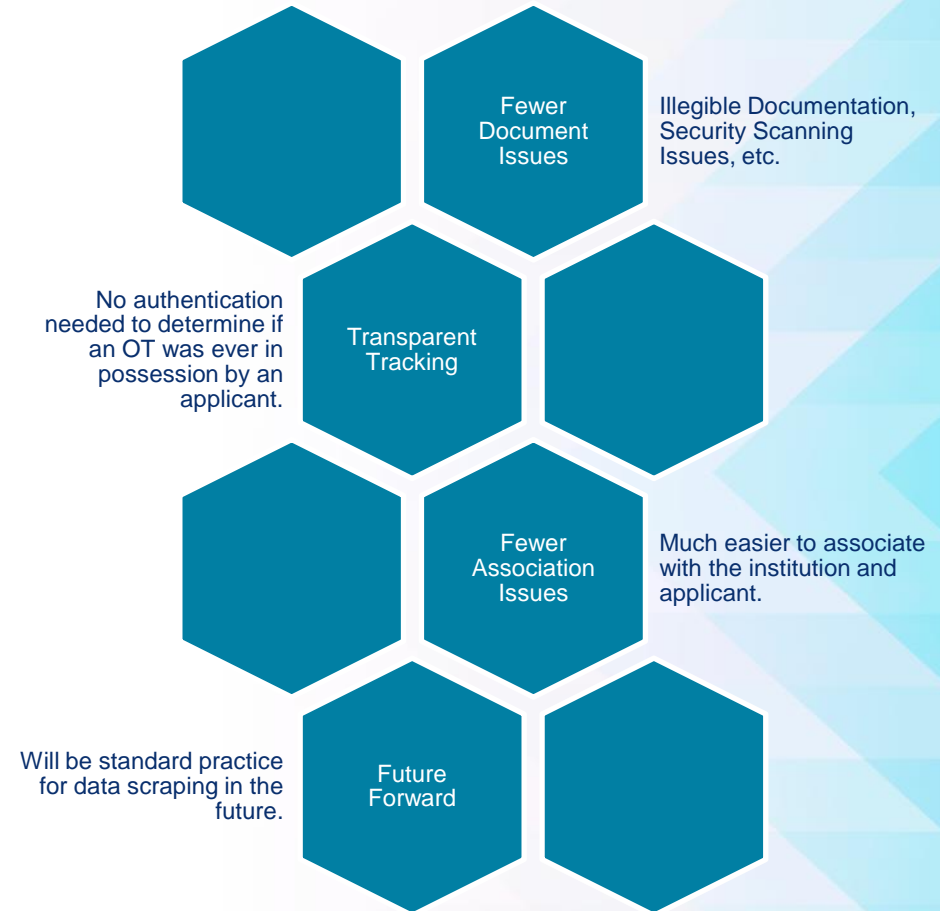 Fewer
Document
Issues
Illegible Documentation,
Security Scanning
Issues, etc.
No authentication
needed to determine if
an OT was ever in
possession by an
applicant.
Transparent
Tracking
Fewer
Association
Issues
Much easier to associate
with the institution and
applicant.
Will be standard practice
for data scraping in the
future.
Future
Forward